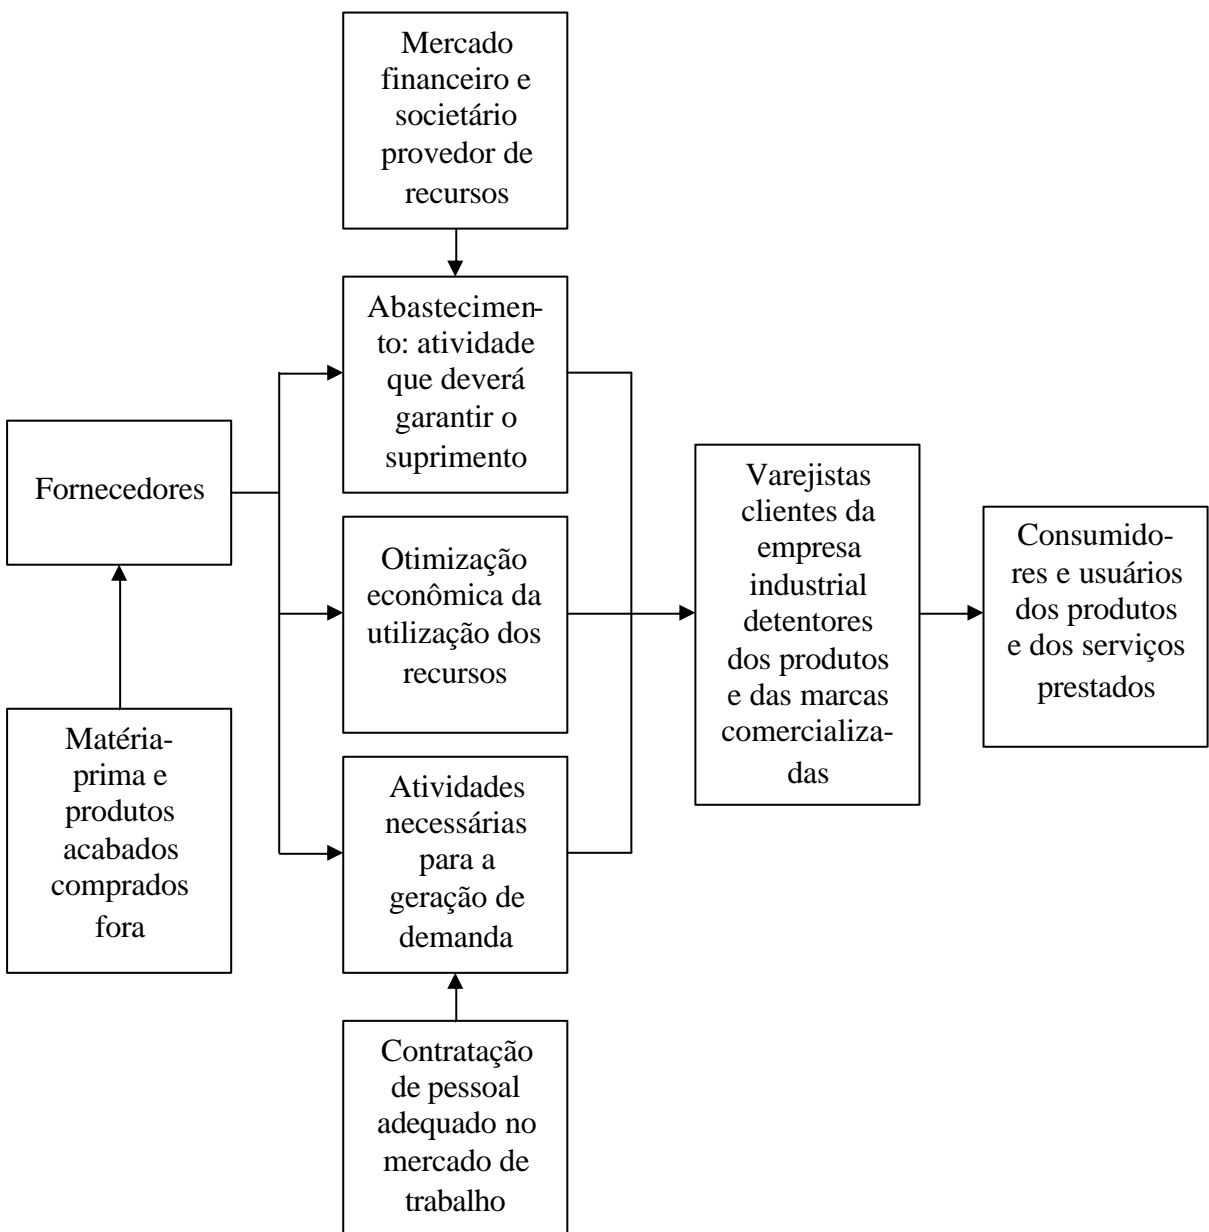 Mercado
financeiro e
societário
provedor de
recursos
Abastecimen-
to: atividade
que deverá
garantir o
suprimento
Fornecedores
Otimização
econômica da
utilização dos
recursos
Matéria-
prima e
produtos
acabados
comprados
fora
Atividades
necessárias
para a
geração de
demanda
Contratação
de pessoal
adequado no
mercado de
trabalho
Varejistas
clientes da
empresa
industrial
detentores
dos produtos
e das marcas
comercializa-
das
Consumido-
res e usuários
dos produtos
e dos serviços
prestados